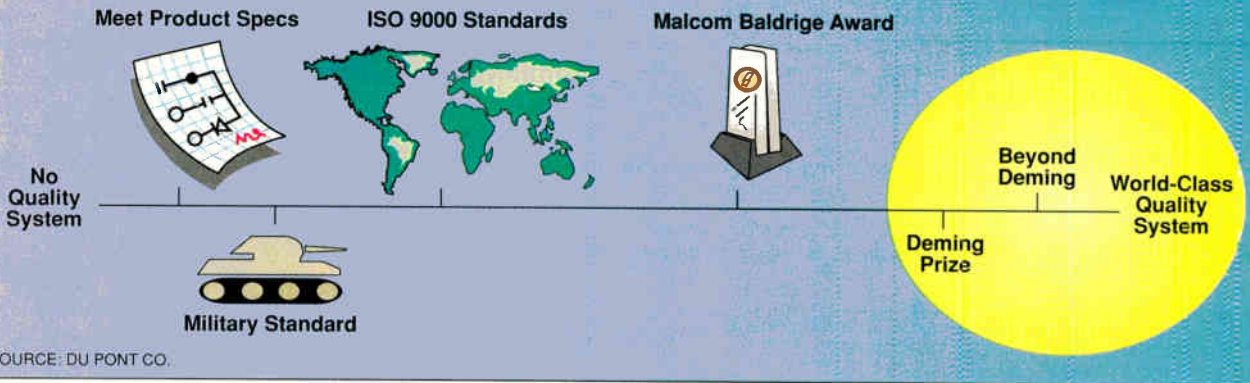 Meet Product Specs
ISO 9000 Standards
Malcom Baldrige Award
No
Quality
System
Beyond
Deming
World-Class
Quality
System
Deming
Prize
Military Standard
OURCE: DU PONT CO.